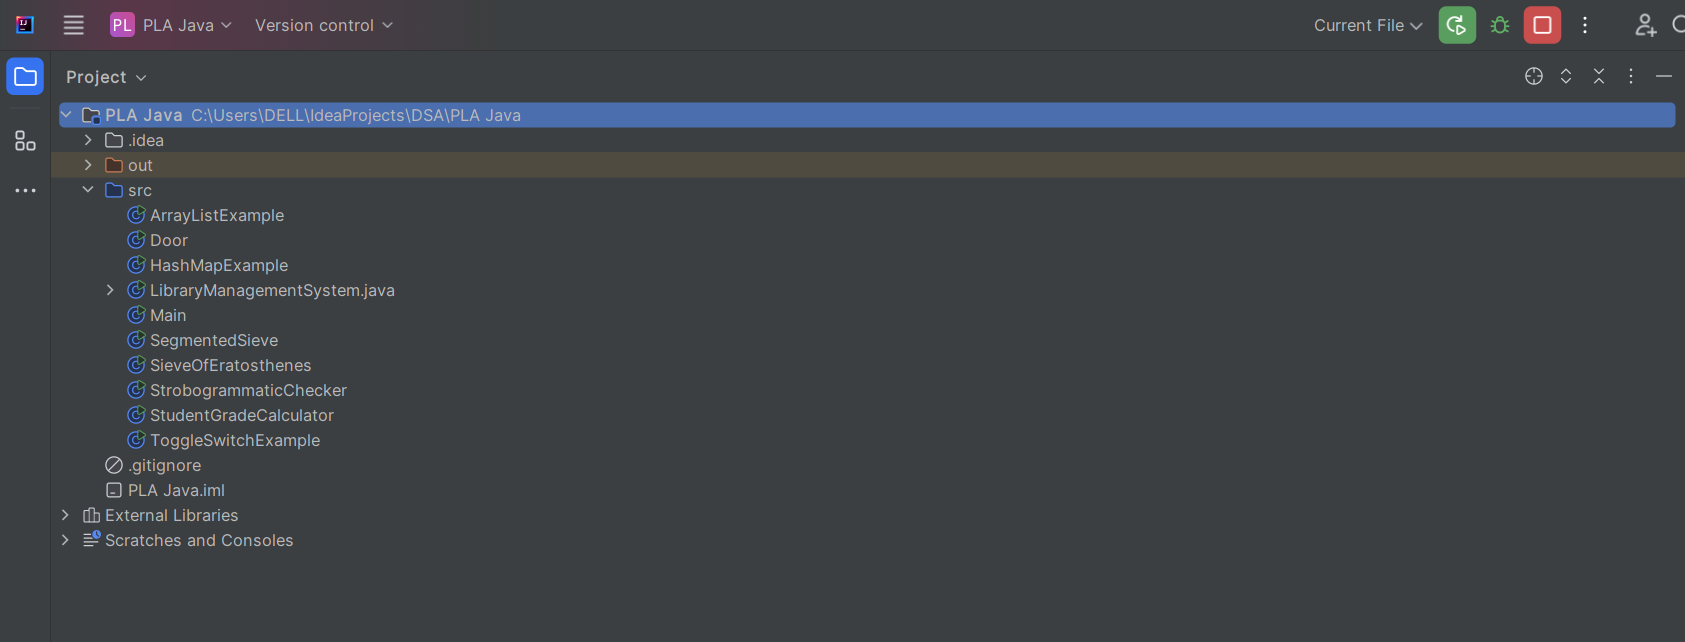 PL PLA Java Version control Current File
Project
PLA Java C:\Users\DELL\IdeaProjects\DSA\PLA Java
.idea
out
src
ArrayListExample
Door
HashMapExample
LibraryManagementSystem.java
Main
SegmentedSieve
SieveOfEratosthenes
StrobogrammaticChecker
StudentGradeCalculator
ToggleSwitchExample
.gitignore
PLA Java.iml
External Libraries
Scratches and Consoles